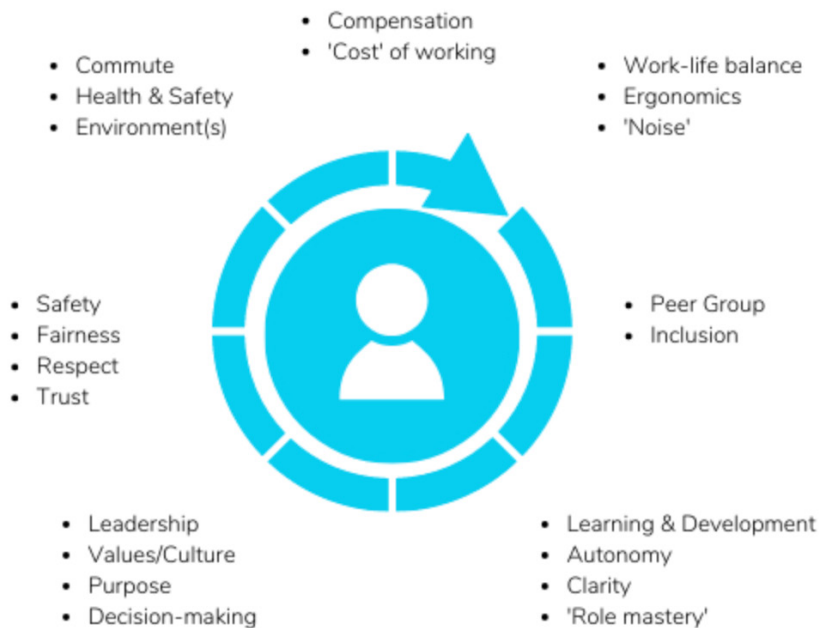 • Compensation
• 'Cost' of working
• Commute
• Health & Safety
• Environment(s)
• Work-life balance
• Ergonomics
• 'Noise'
• Safety
• Fairness
• Respect
• Trust
• Peer Group
• Inclusion
• Leadership
• Values/Culture
• Purpose
• Decision-making
• Learning & Development
• Autonomy
• Clarity
• 'Role mastery'